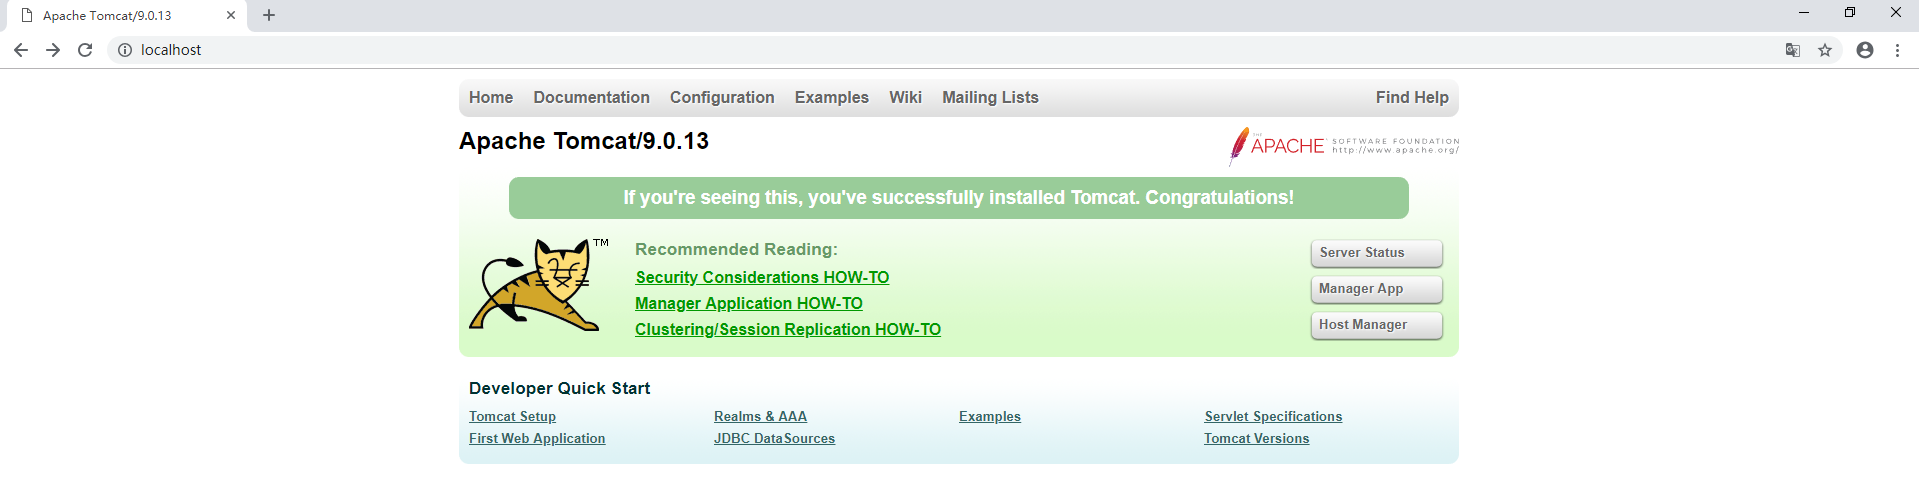 Apache Tomcat/9.0.13
localhost
Home Documentation Configuration Examples Wiki Mailing Lists Find Help
Apache Tomcat/9.0.13
THE
APACHE SOFTWARE FOUNDATION
http://www.apache.org/
If you're seeing this, you've successfully installed Tomcat. Congratulations!
TM
Recommended Reading:
Security Considerations HOW-TO
Manager Application HOW-TO
Clustering/Session Replication HOW-TO
Server Status
Manager App
Host Manager
Developer Quick Start
Tomcat Setup
First Web Application
Realms & AAA
JDBC DataSources
Examples
Servlet Specifications
Tomcat Versions